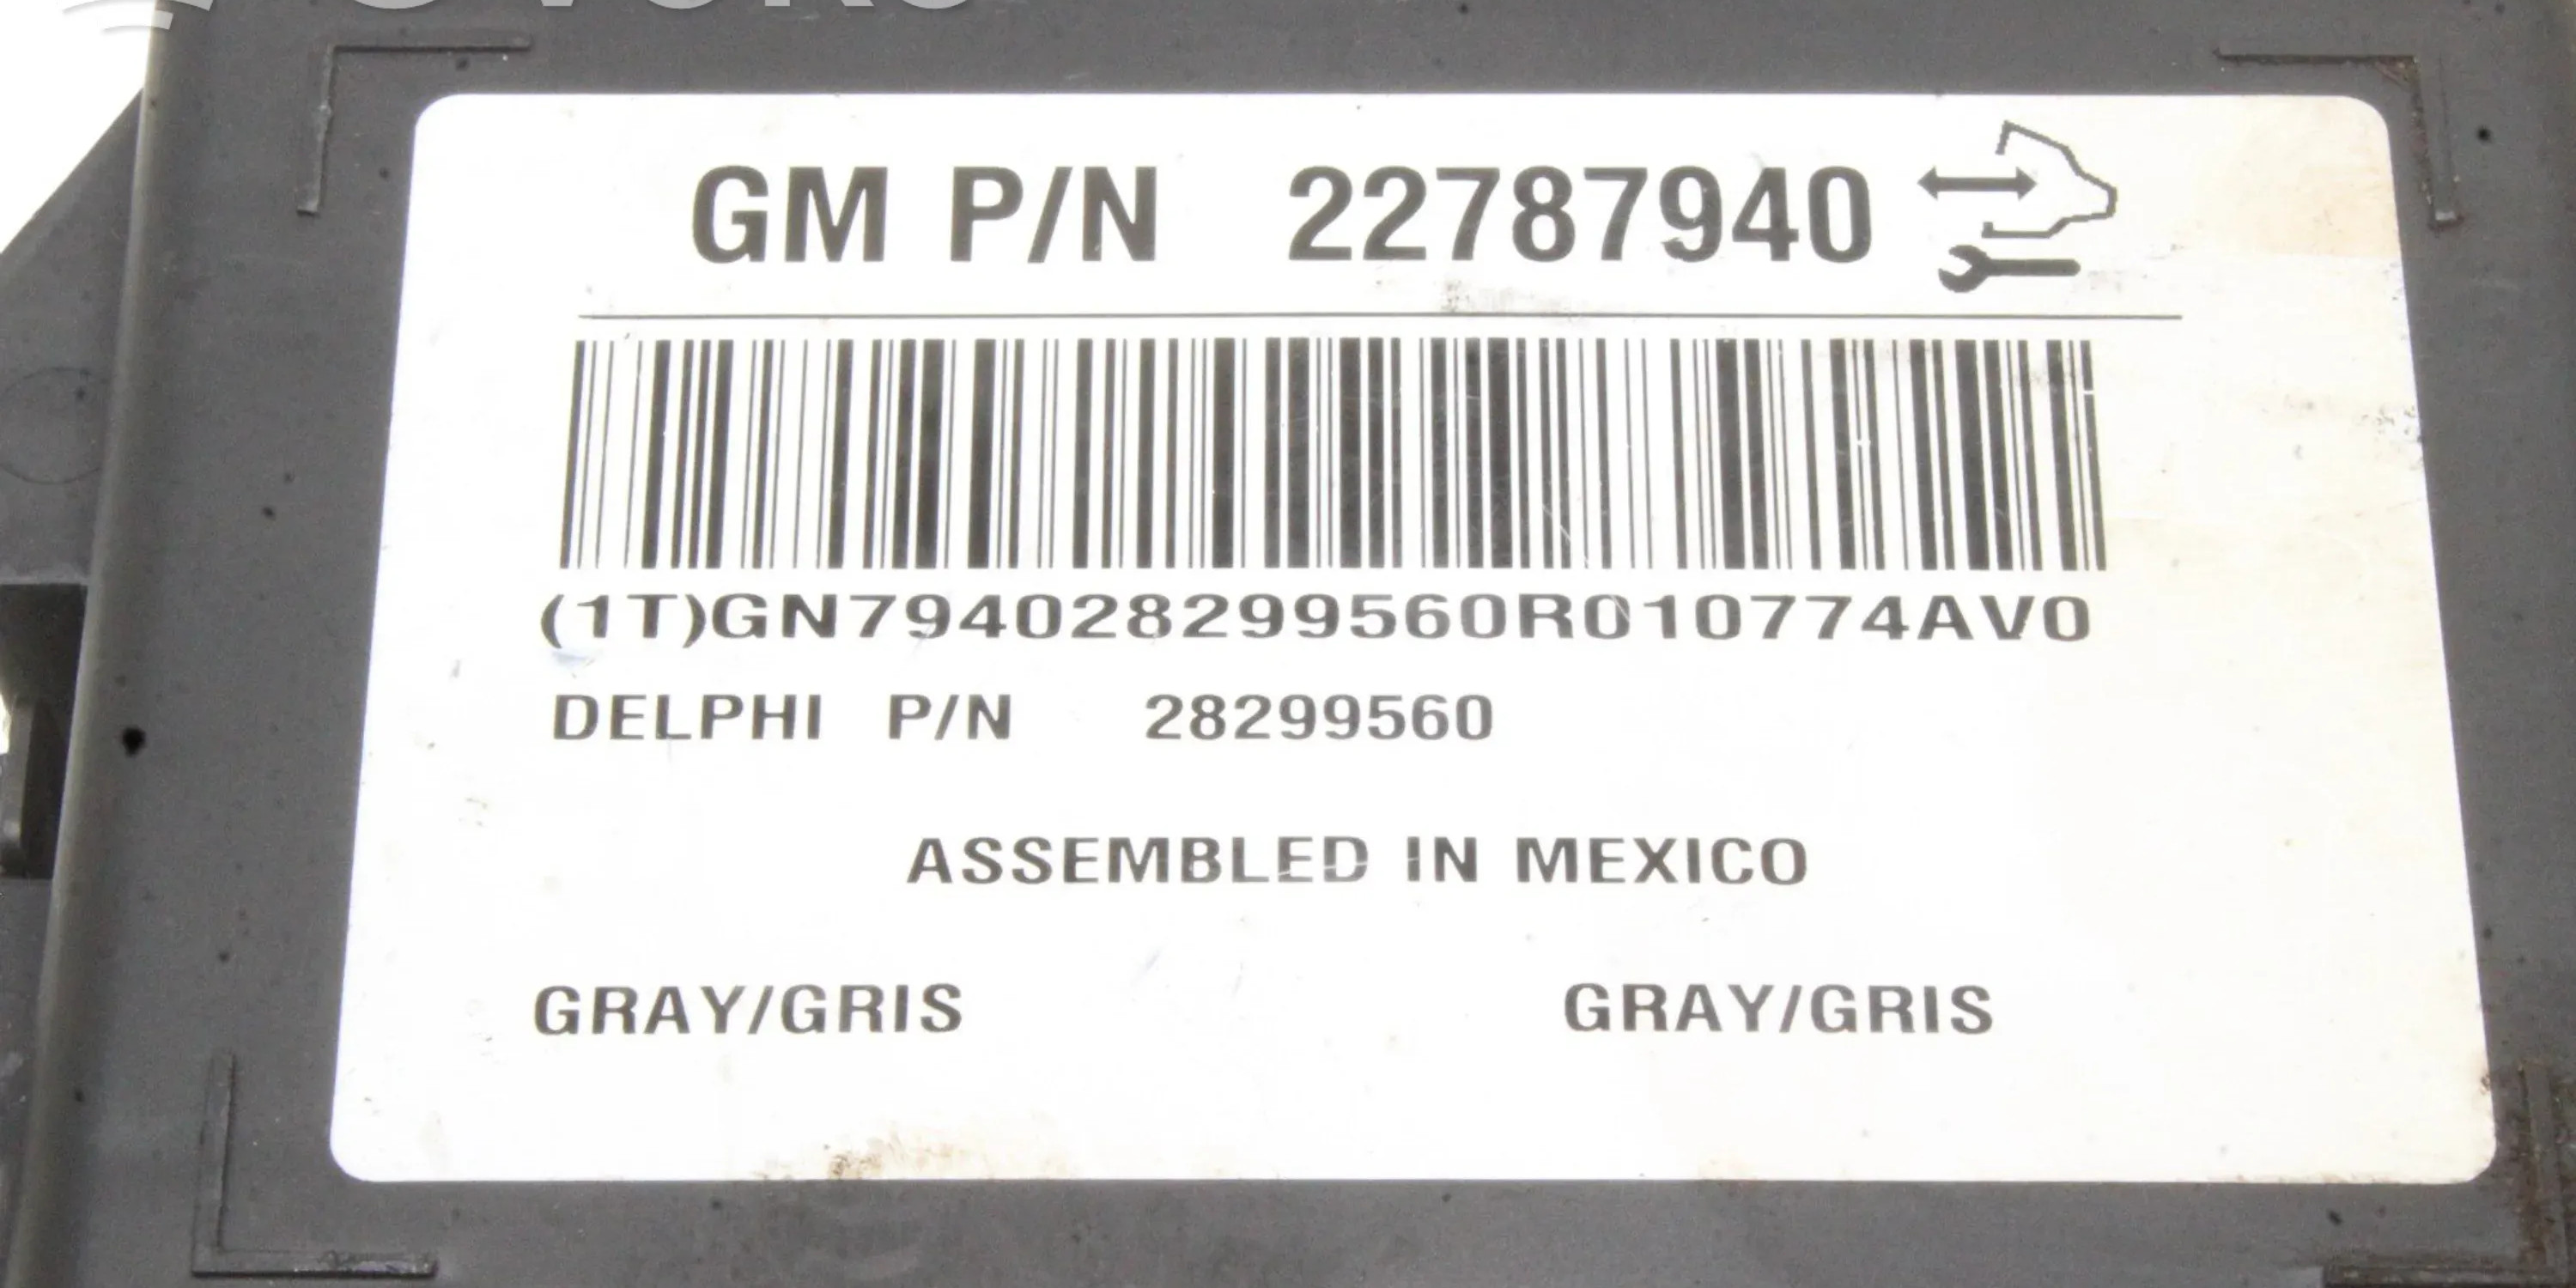 GM P/N 22787940
(1T)GN794028299560R010774AV0
DELPHI P/N 28299560
ASSEMBLED IN MEXICO
GRAY/GRIS GRAY/GRIS